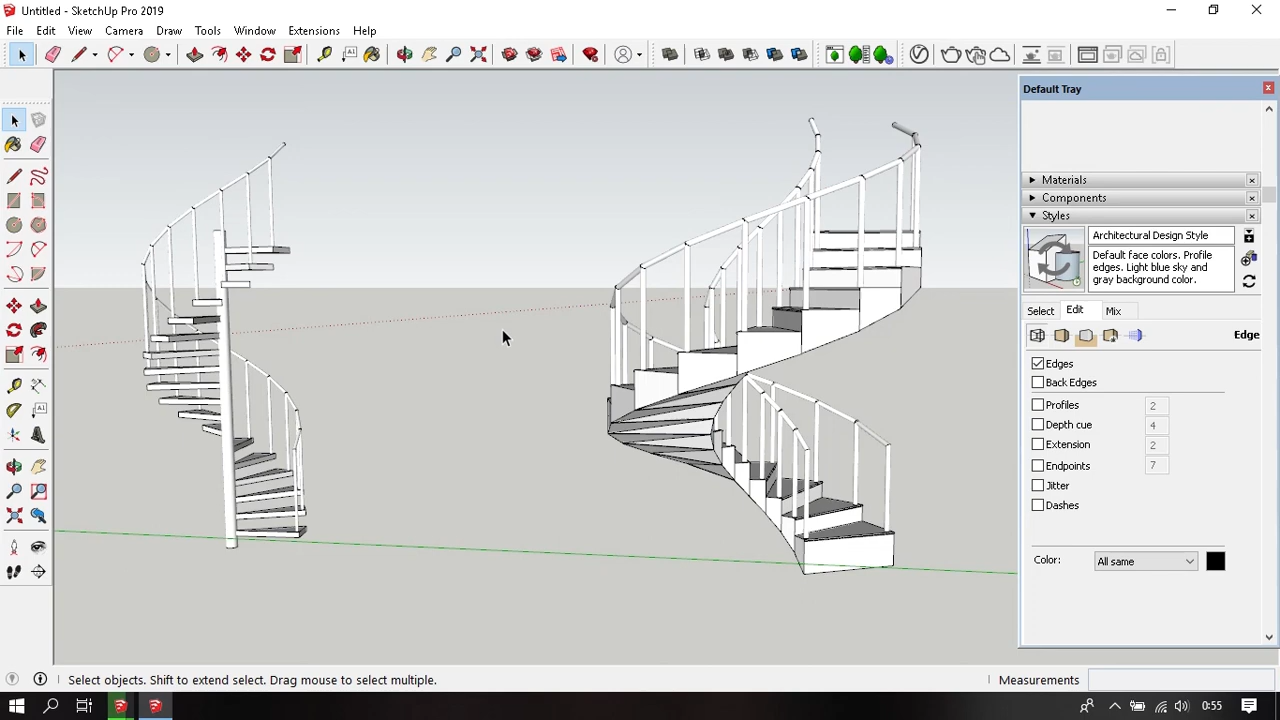 Untitled - SketchUp Pro 2019
File Edit View Camera Draw Tools Window Extensions Help
Default Tray
Materials
Components
Styles
Architectural Design Style
Default face colors. Profile
edges. Light blue sky and
gray background color.
Select Edit Mix
Edge
Edges
Back Edges
Profiles 2
Depth cue 4
Extension 2
Endpoints 7
Jitter
Dashes
Color: All same
Select objects. Shift to extend select. Drag mouse to select multiple.
Measurements
0:55